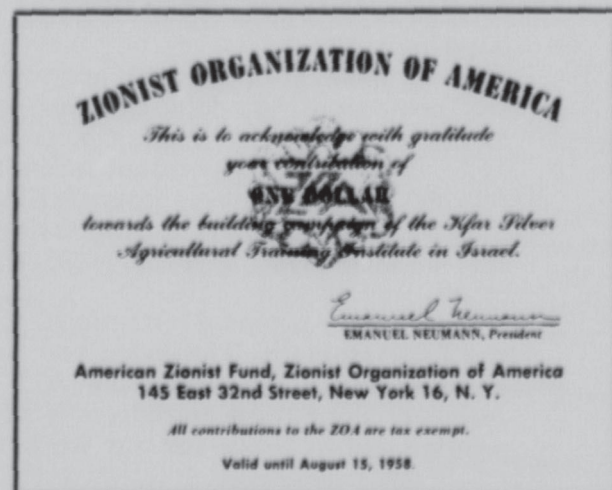 ZIONIST ORGANIZATION OF AMERICA
This is to acknowledge with gratitude
your contribution of
ONE DOLLAR
towards the building campaign of the Kfar Silver
Agricultural Training Institute in Israel.
Emanuel Neumann
EMANUEL NEUMANN, President
American Zionist Fund, Zionist Organization of America
145 East 32nd Street, New York 16, N. Y.
All contributions to the ZOA are tax exempt.
Valid until August 15, 1958.